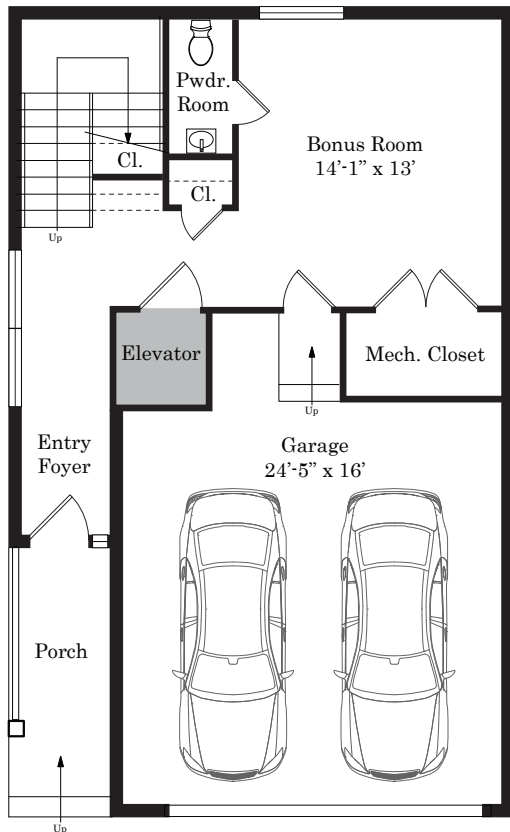 Pwdr.
Room
Bonus Room
14'-1” x 13’
Cl.
Cl.
Up
Elevator
Mech. Closet
Up
Entry
Foyer
Garage
24’-5” x 16’
Porch
Up